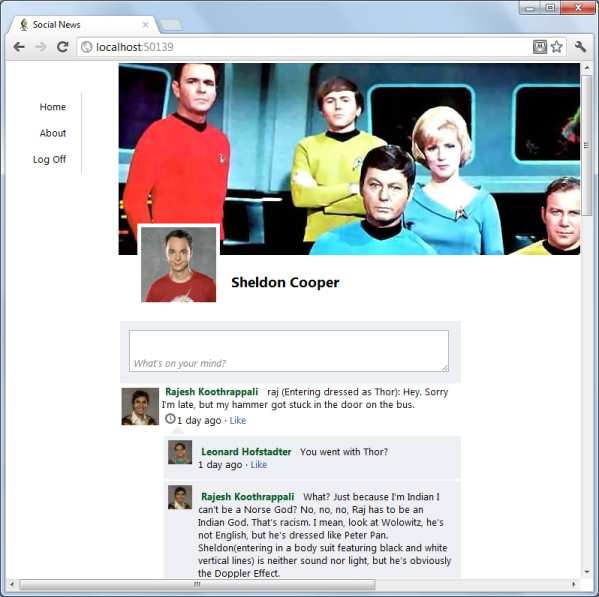 Social News
localhost:50139
Home
About
Log Off
Sheldon Cooper
What's on your mind?
Rajesh Koothrappali raj (Entering dressed as Thor): Hey. Sorry
I'm late, but my hammer got stuck in the door on the bus.
1 day ago · Like
Leonard Hofstadter You went with Thor?
1 day ago · Like
Rajesh Koothrappali What? Just because I'm Indian I
can't be a Norse God? No, no, no, Raj has to be an
Indian God. That's racism. I mean, look at Wolowitz, he's
not English, but he's dressed like Peter Pan.
Sheldon(entering in a body suit featuring black and white
vertical lines) is neither sound nor light, but he's obviously
the Doppler Effect.